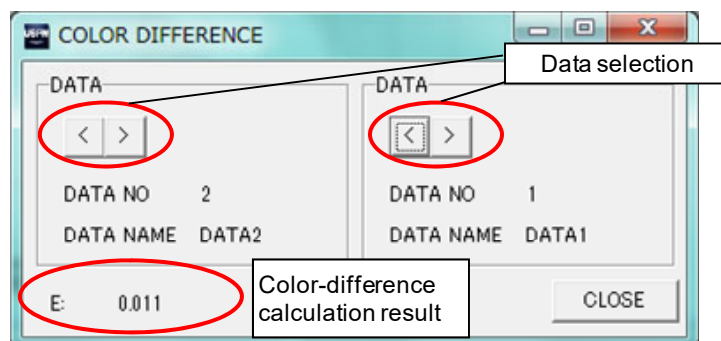 USPM COLOR DIFFERENCE
Data selection
DATA
< >
DATA NO 2
DATA NAME DATA2
DATA
< >
DATA NO 1
DATA NAME DATA1
E: 0.011
Color-difference
calculation result
CLOSE